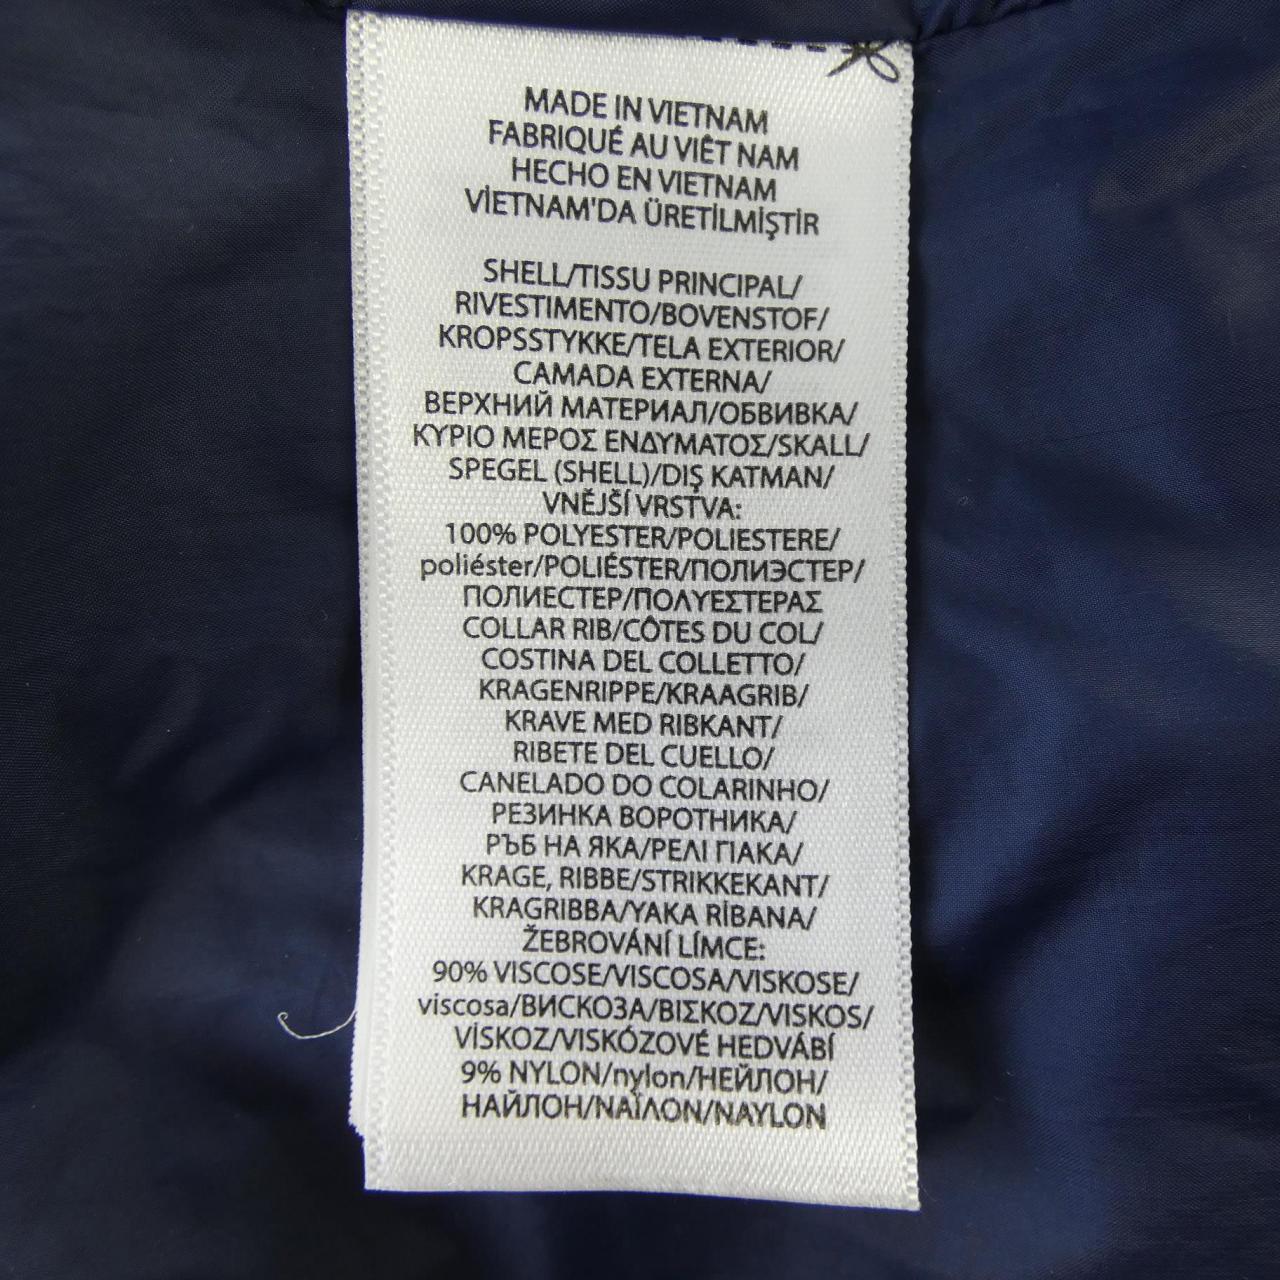 MADE IN VIETNAM
FABRIQUÉ AU VIÊT NAM
HECHO EN VIETNAM
VİETNAM'DA ÜRETİLMİŞTİR
SHELL/TISSU PRINCIPAL/
RIVESTIMENTO/BOVENSTOF/
KROPSSTYKKE/TELA EXTERIOR/
CAMADA EXTERNA/
ВЕРХНИЙ МАТЕРИАЛ/ОБВИВКА/
ΚΥΡΙΟ ΜΕΡΟΣ ΕΝΔΥΜΑΤΟΣ/SKALL/
SPEGEL (SHELL)/DIŞ KATMAN/
VNĚJŠÍ VRSTVA:
100% POLYESTER/POLIESTERE/
poliéster/POLIÉSTER/ПОЛИЭСТЕР/
ПОЛИЕСТЕР/ΠΟΛΥΕΣΤΕΡΑΣ
COLLAR RIB/CÔTES DU COL/
COSTINA DEL COLLETTO/
KRAGENRIPPE/KRAAGRIB/
KRAVE MED RIBKANT/
RIBETE DEL CUELLO/
CANELADO DO COLARINHO/
РЕЗИНКА ВОРОТНИКА/
РЪБ НА ЯКА/ΡΕΛΙ ΓΙΑΚΑ/
KRAGE, RIBBE/STRIKKEKANT/
KRAGRIBBA/YAKA RİBANA/
ŽEBROVÁNÍ LÍMCE:
90% VISCOSE/VISCOSA/VISKOSE/
viscosa/ВИСКОЗА/ΒΙΣΚΟΖ/VISKOS/
VİSKOZ/VISKÓZOVÉ HEDVÁBÍ
9% NYLON/nylon/НЕЙЛОН/
НАЙЛОН/ΝΑΪΛΟΝ/NAYLON